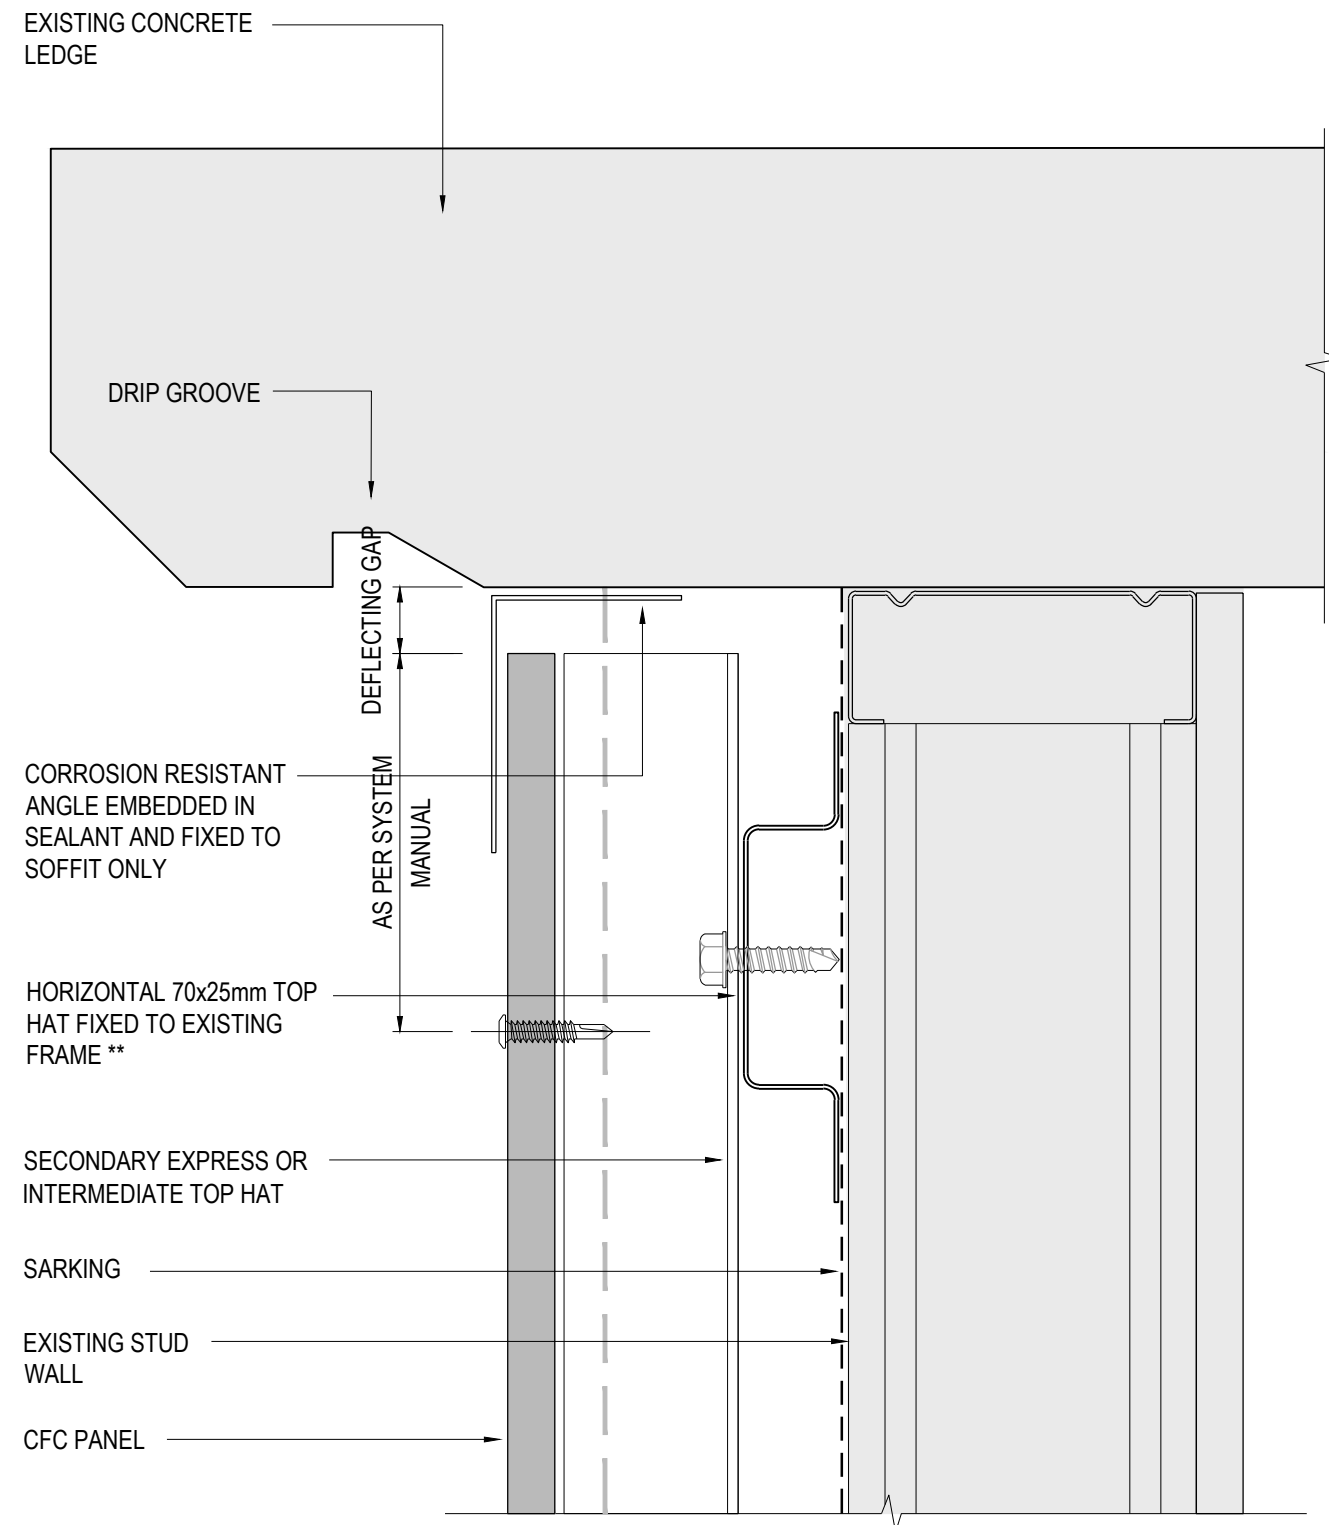 EXISTING CONCRETE
LEDGE
DRIP GROOVE
DEFLECTING GAP
CORROSION RESISTANT
ANGLE EMBEDDED IN
SEALANT AND FIXED TO
SOFFIT ONLY
AS PER SYSTEM
MANUAL
HORIZONTAL 70x25mm TOP
HAT FIXED TO EXISTING
FRAME **
SECONDARY EXPRESS OR
INTERMEDIATE TOP HAT
SARKING
EXISTING STUD
WALL
CFC PANEL